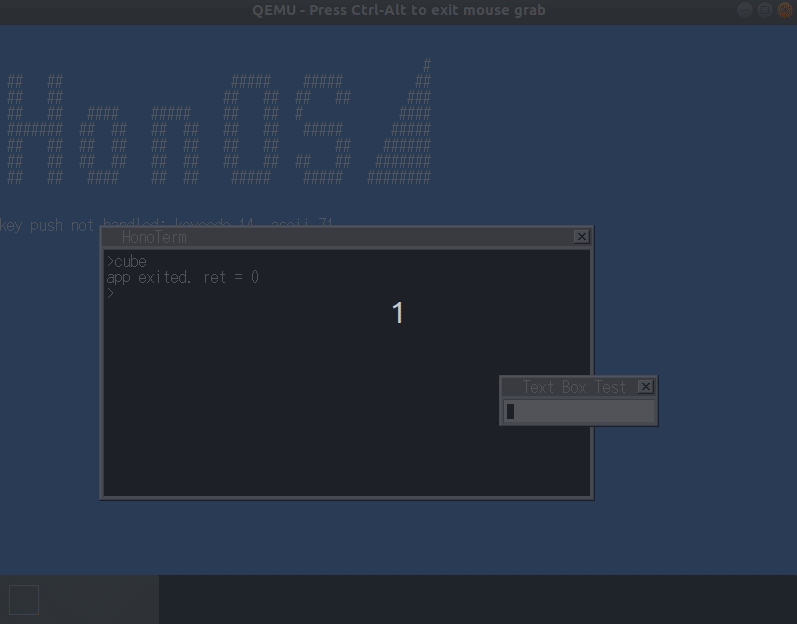 QEMU - Press Ctrl-Alt to exit mouse grab
HonOS
key push not handled: keycode 14, ascii 71
HonoTerm
>cube
app exited. ret = 0
>
1
Text Box Test